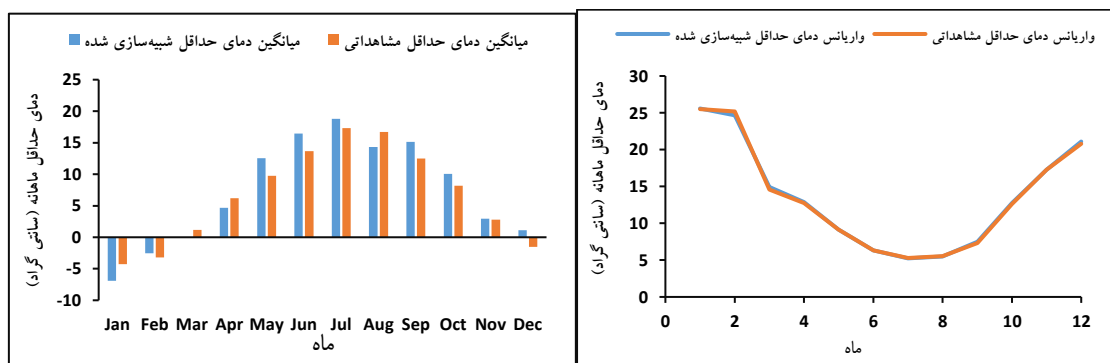 میانگین دمای حداقل شبیه‌سازی شده
میانگین دمای حداقل مشاهداتی
دمای حداقل ماهانه (سانتی گراد)
25
20
15
10
5
0
-5
-10
Jan Feb Mar Apr May Jun Jul Aug Sep Oct Nov Dec
ماه
واریانس دمای حداقل شبیه‌سازی شده
واریانس دمای حداقل مشاهداتی
دمای حداقل ماهانه (سانتی گراد)
30
25
20
15
10
5
0
0 2 4 6 8 10 12
ماه